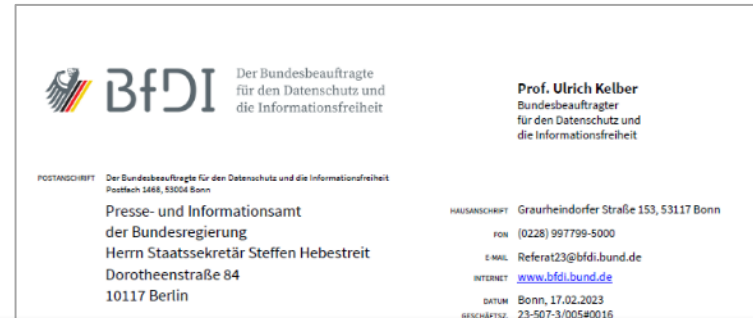 BfDI
Der Bundesbeauftragte
für den Datenschutz und
die Informationsfreiheit
Prof. Ulrich Kelber
Bundesbeauftragter
für den Datenschutz und
die Informationsfreiheit
POSTANSCHRIFT Der Bundesbeauftragte für den Datenschutz und die Informationsfreiheit
Postfach 1468, 53004 Bonn
Presse- und Informationsamt
der Bundesregierung
Herrn Staatssekretär Steffen Hebestreit
Dorotheenstraße 84
10117 Berlin
HAUSANSCHRIFT Graurheindorfer Straße 153, 53117 Bonn
FON (0228) 997799-5000
E-MAIL Referat23@bfdi.bund.de
INTERNET www.bfdi.bund.de
DATUM Bonn, 17.02.2023
GESCHÄFTSZ. 23-507-3/005#0016